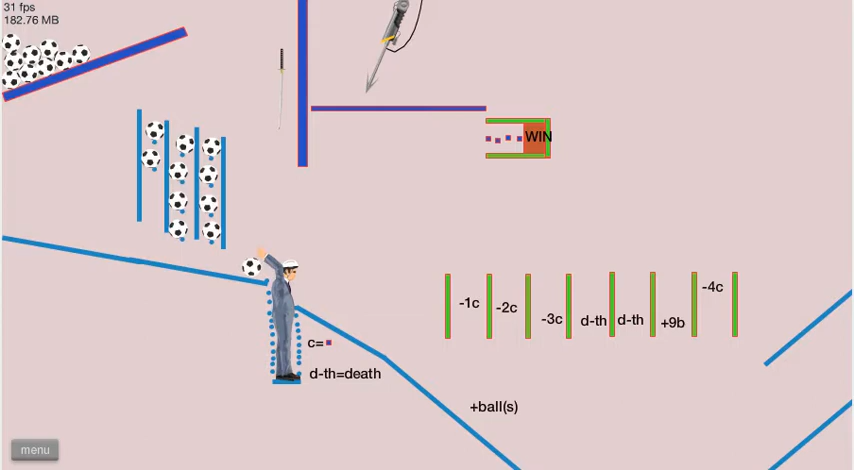 31 fps
182.76 MB
WIN
-1c
-2c
-3c
d-th
d-th
+9b
-4c
c=
d-th=death
+ball(s)
menu